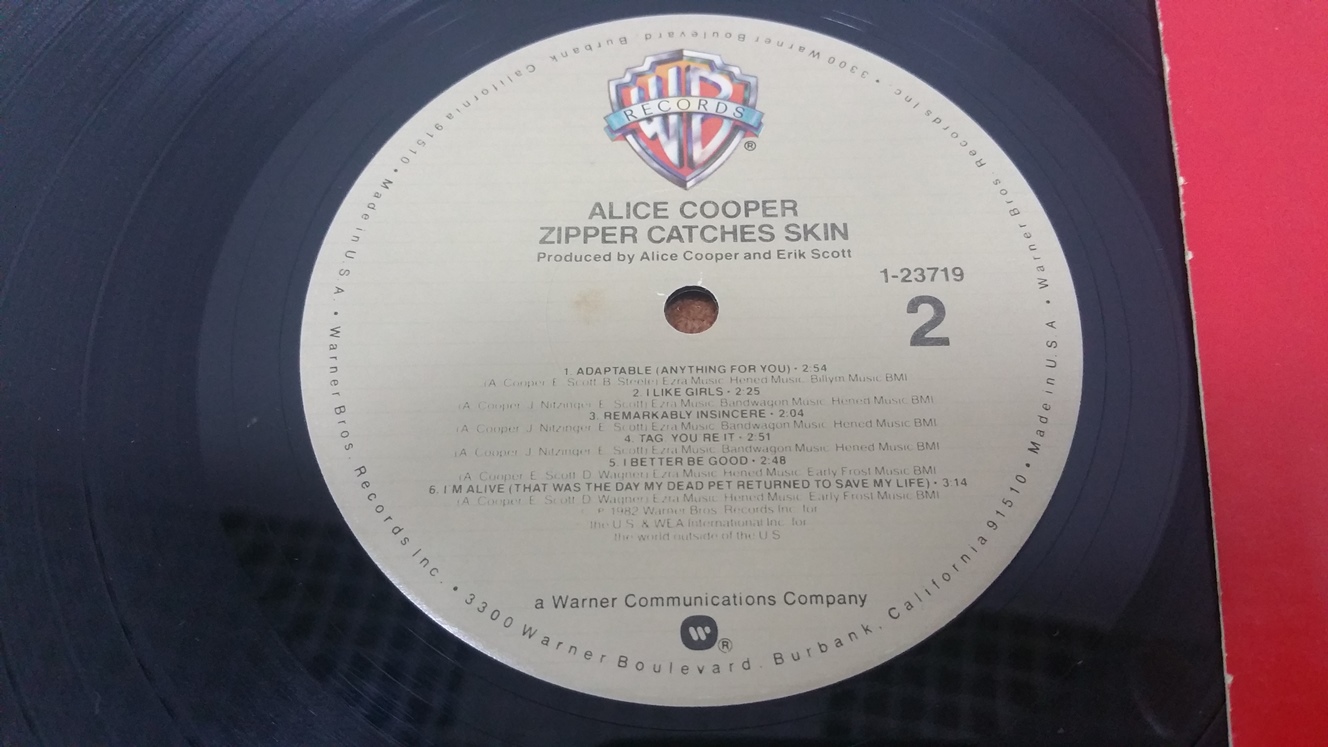 RECORDS
®
ALICE COOPER
ZIPPER CATCHES SKIN
Produced by Alice Cooper and Erik Scott
1-23719
2
1. ADAPTABLE (ANYTHING FOR YOU) • 2:54
(A. Cooper E. Scott B. Steele) Ezra Music. Hened Music. Billym Music BMI
2. I LIKE GIRLS • 2:25
(A. Cooper J. Nitzinger E. Scott) Ezra Music. Bandwagon Music. Hened Music BMI
3. REMARKABLY INSINCERE • 2:04
(A. Cooper J. Nitzinger E. Scott) Ezra Music. Bandwagon Music. Hened Music BMI
4. TAG YOU RE IT • 2:51
(A. Cooper J. Nitzinger E. Scott) Ezra Music. Bandwagon Music. Hened Music BMI
5. I BETTER BE GOOD • 2:48
(A. Cooper E. Scott D. Wagner) Ezra Music. Hened Music. Early Frost Music BMI
6. I M ALIVE (THAT WAS THE DAY MY DEAD PET RETURNED TO SAVE MY LIFE) • 3:14
(A. Cooper E. Scott D. Wagner) Ezra Music. Hened Music. Early Frost Music BMI
℗ 1982 Warner Bros. Records Inc. for
the U.S. & WEA International Inc. for
the world outside of the U.S.
a Warner Communications Company
®
Made in U.S.A. • Warner Bros. Records Inc. • 3300 Warner Boulevard. Burbank. California 91510 • Made in U.S.A • Warner Bros. Records Inc. • 3300 Warner Boulevard. Burbank. California 91510 •